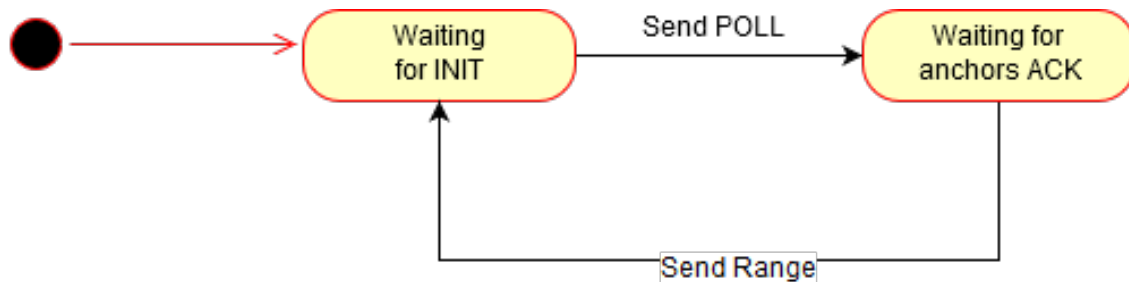 Waiting
for INIT
Send POLL
Waiting for
anchors ACK
Send Range